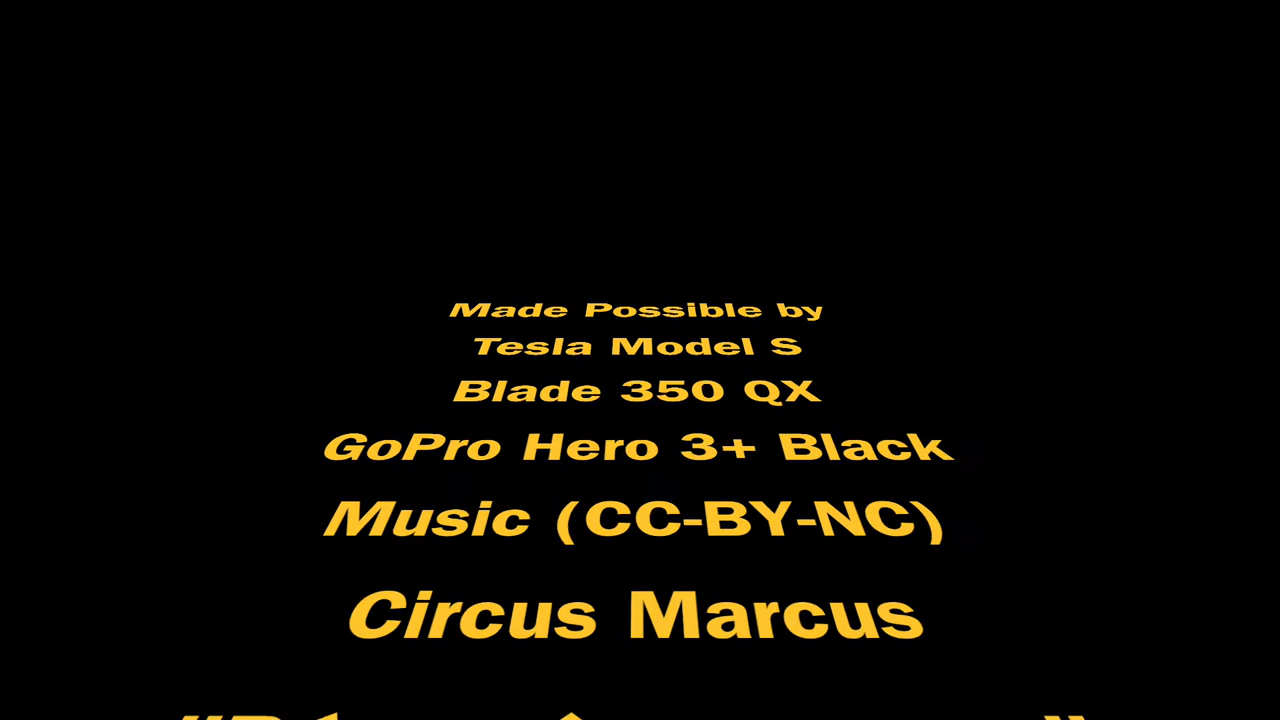 Made Possible by
Tesla Model S
Blade 350 QX
GoPro Hero 3+ Black
Music (CC-BY-NC)
Circus Marcus